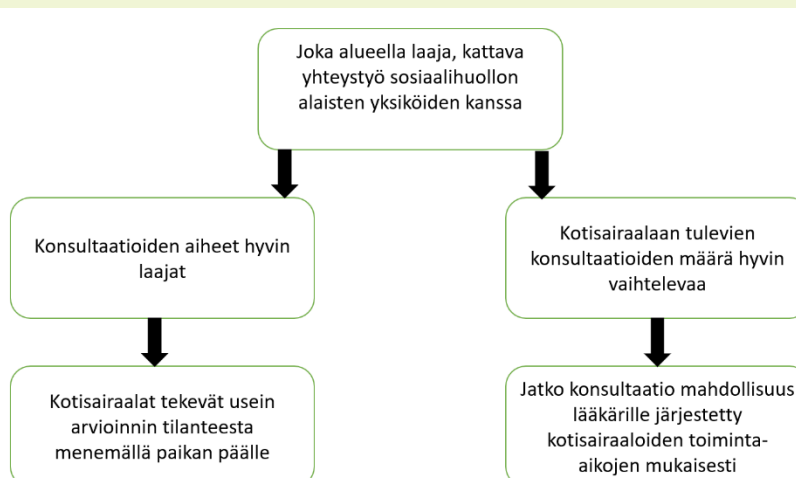 Joka alueella laaja, kattava
yhteystyö sosiaalihuollon
alaisten yksiköiden kanssa
Konsultaatioiden aiheet hyvin
laajat
Kotisairaalaan tulevien
konsultaatioiden määrä hyvin
vaihtelevaa
Kotisairaalat tekevät usein
arvioinnin tilanteesta
menemällä paikan päälle
Jatko konsultaatio mahdollisuus
lääkärille järjestetty
kotisairaaloiden toiminta-
aikojen mukaisesti